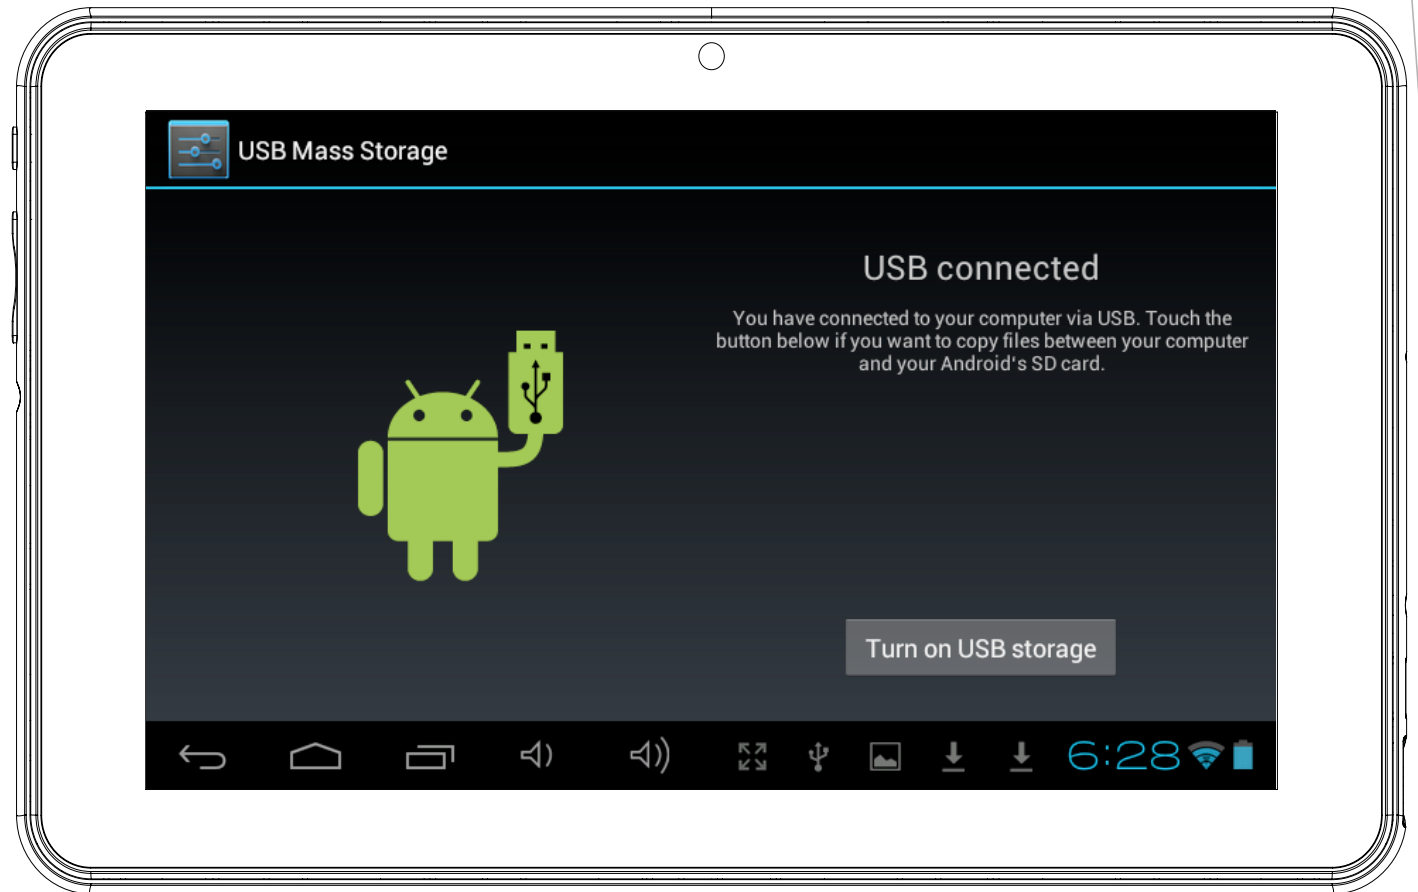 USB Mass Storage
USB connected
You have connected to your computer via USB. Touch the
button below if you want to copy files between your computer
and your Android's SD card.
Turn on USB storage
6:28